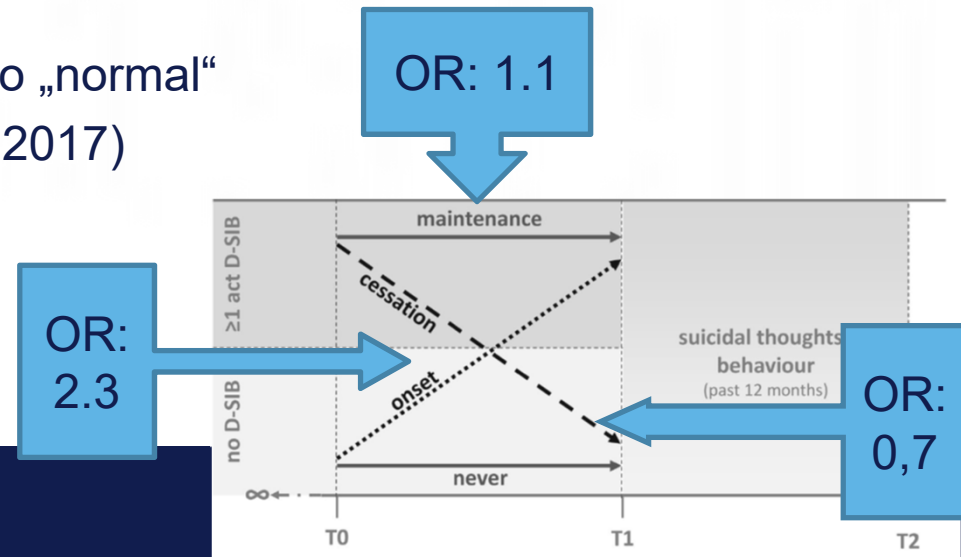 o „normal“
2017)
OR: 1.1
maintenance
≥1 act D-SIB
cessation
OR:
2.3
onset
no D-SIB
suicidal thoughts
behaviour
(past 12 months)
OR:
0,7
never
∞
T0
T1
T2